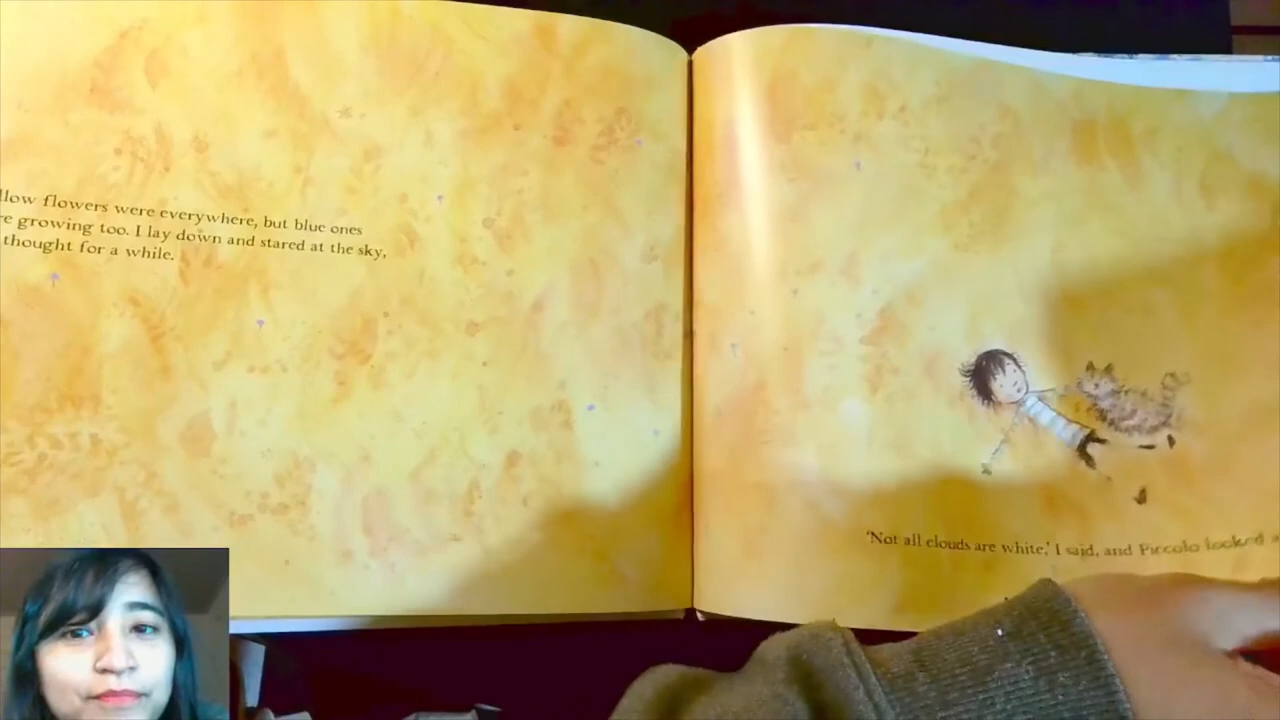 llow flowers were everywhere, but blue ones
re growing too. I lay down and stared at the sky,
thought for a while.
'Not all clouds are white,' I said, and Piccolo looked a